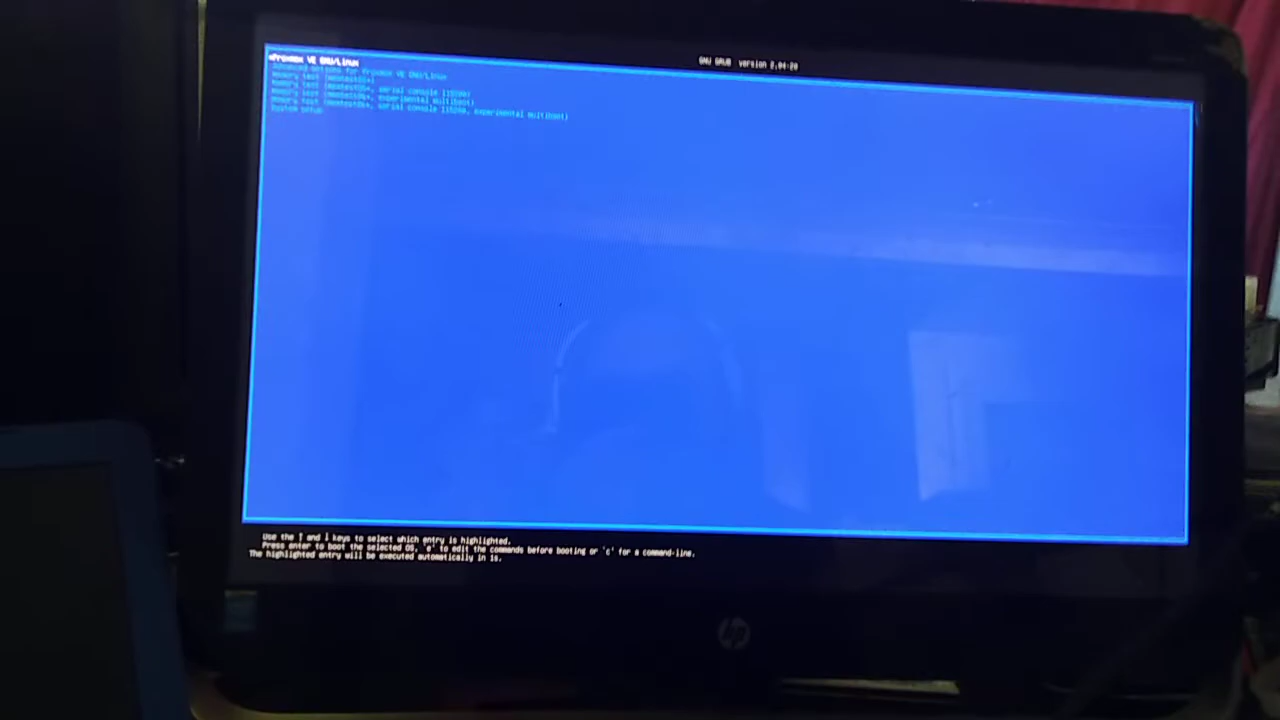 GNU GRUB version 2.04-20
*Proxmox VE GNU/Linux
Advanced options for Proxmox VE GNU/Linux
Memory test (memtest86+)
Memory test (memtest86+, serial console 115200)
Memory test (memtest86+, experimental multiboot)
Memory test (memtest86+, serial console 115200, experimental multiboot)
System setup
Use the ↑ and ↓ keys to select which entry is highlighted.
Press enter to boot the selected OS, 'e' to edit the commands before booting or 'c' for a command-line.
The highlighted entry will be executed automatically in 1s.
hp